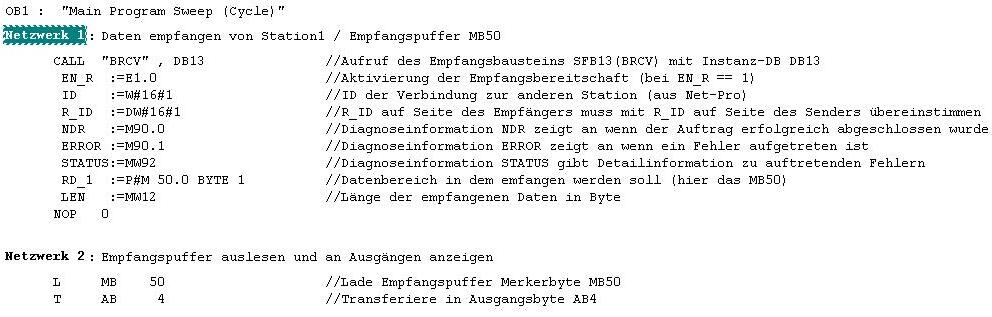 OB1 :  "Main Program Sweep (Cycle)"
Netzwerk 1: Daten empfangen von Station1 / Empfangspuffer MB50
CALL  "BRCV" , DB13               //Aufruf des Empfangsbausteins SFB13(BRCV) mit Instanz-DB DB13
EN_R  :=E1.0                      //Aktivierung der Empfangsbereitschaft (bei EN_R == 1)
ID    :=W#16#1                    //ID der Verbindung zur anderen Station (aus Net-Pro)
R_ID  :=DW#16#1                   //R_ID auf Seite des Empfängers muss mit R_ID auf Seite des Senders übereinstimmen
NDR   :=M90.0                     //Diagnoseinformation NDR zeigt an wenn der Auftrag erfolgreich abgeschlossen wurde
ERROR :=M90.1                     //Diagnoseinformation ERROR zeigt an wenn ein Fehler aufgetreten ist
STATUS:=MW92                      //Diagnoseinformation STATUS gibt Detailinformation zu auftretenden Fehlern
RD_1  :=P#M 50.0 BYTE 1           //Datenbereich in dem emfangen werden soll (hier das MB50)
LEN   :=MW12                      //Länge der empfangenen Daten in Byte
NOP   0
Netzwerk 2: Empfangspuffer auslesen und an Ausgängen anzeigen
L     MB    50                    //Lade Empfangspuffer Merkerbyte MB50
T     AB     4                    //Transferiere in Ausgangsbyte AB4